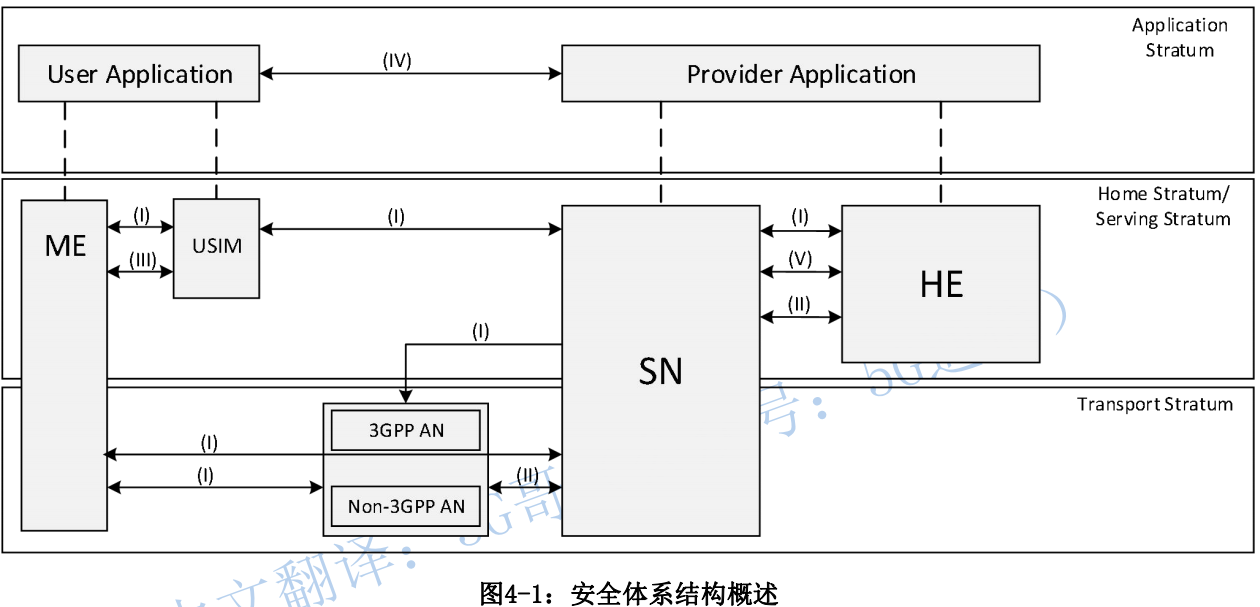 Application
Stratum
User Application
(IV)
Provider Application
Home Stratum/
Serving Stratum
ME
(I)
(III)
USIM
(I)
SN
(I)
(V)
(II)
HE
(I)
Transport Stratum
3GPP AN
(I)
(I)
(II)
Non-3GPP AN
中文翻译：5G哥
号：5G
图4-1：安全体系结构概述